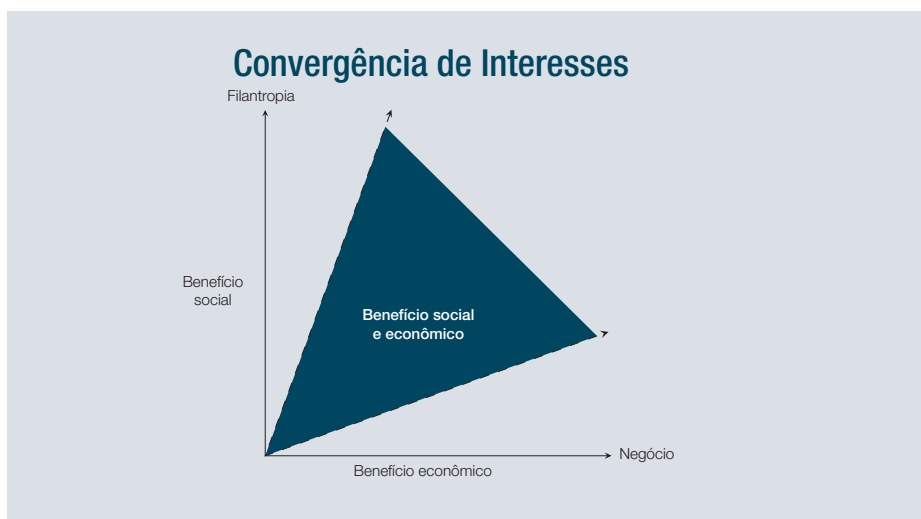 Convergência de Interesses
Filantropia
Benefício
social
Benefício social
e econômico
Negócio
Benefício econômico